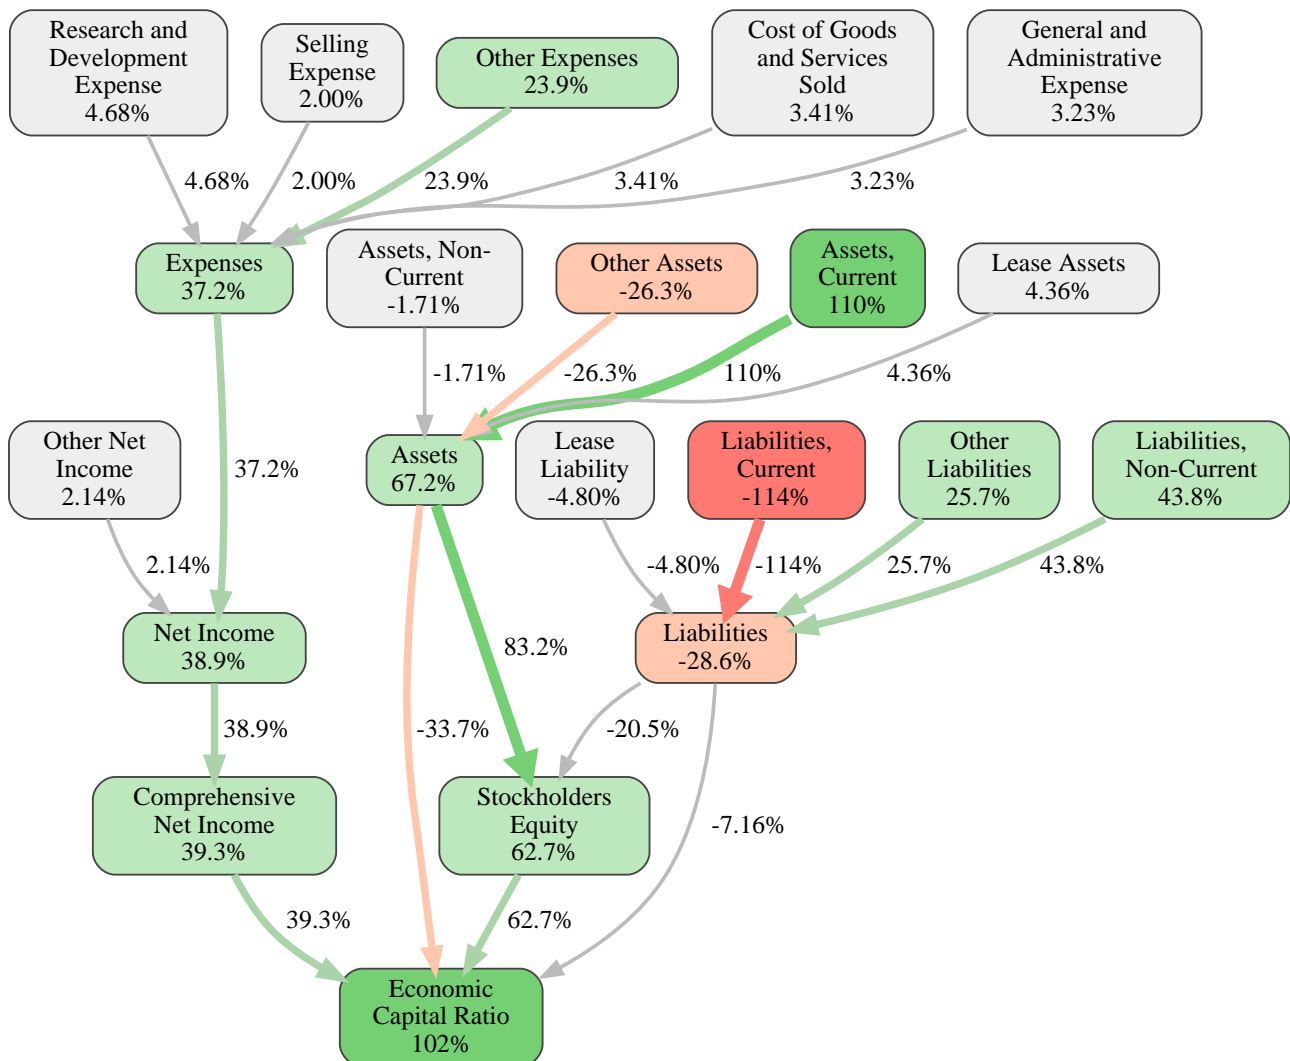 Research and
Development
Expense
4.68%
Selling
Expense
2.00%
Other Expenses
23.9%
Cost of Goods
and Services
Sold
3.41%
General and
Administrative
Expense
3.23%
4.68%
2.00%
23.9%
3.41%
3.23%
Expenses
37.2%
Assets, Non-
Current
-1.71%
Other Assets
-26.3%
Assets,
Current
110%
Lease Assets
4.36%
-1.71%
-26.3%
110%
4.36%
Other Net
Income
2.14%
37.2%
Assets
67.2%
Lease
Liability
-4.80%
Liabilities,
Current
-114%
Other
Liabilities
25.7%
Liabilities,
Non-Current
43.8%
2.14%
-4.80%
-114%
25.7%
43.8%
Net Income
38.9%
83.2%
Liabilities
-28.6%
38.9%
-33.7%
-20.5%
Comprehensive
Net Income
39.3%
Stockholders
Equity
62.7%
-7.16%
39.3%
62.7%
Economic
Capital Ratio
102%